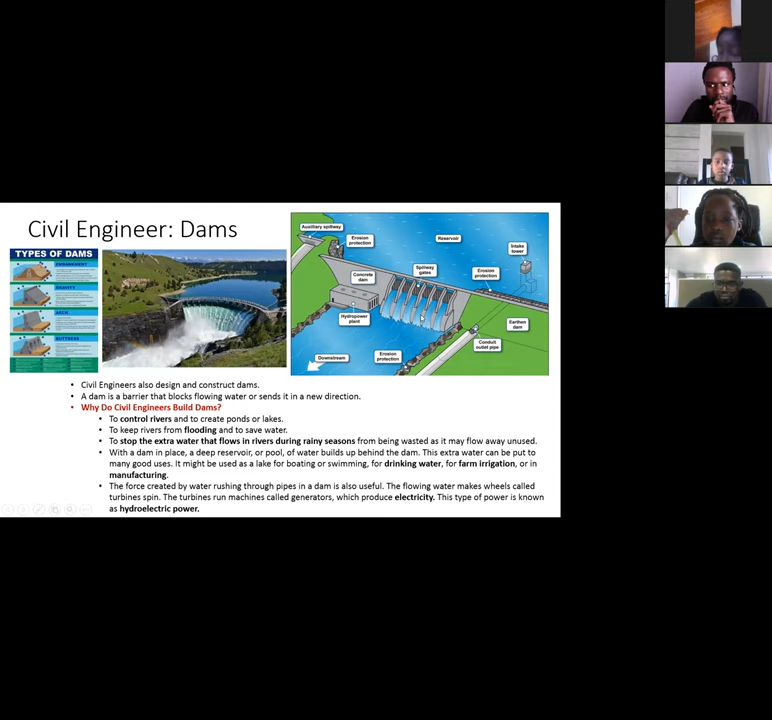 Civil Engineer: Dams
TYPES OF DAMS
EMBANKMENT
GRAVITY
ARCH
BUTTRESS
Auxiliary spillway
Erosion
protection
Reservoir
Intake
tower
Concrete
dam
Spillway
gates
Erosion
protection
Hydropower
plant
Earthen
dam
Conduit
outlet pipe
Downstream
Erosion
protection
• Civil Engineers also design and construct dams.
• A dam is a barrier that blocks flowing water or sends it in a new direction.
• Why Do Civil Engineers Build Dams?
• To control rivers and to create ponds or lakes.
• To keep rivers from flooding and to save water.
• To stop the extra water that flows in rivers during rainy seasons from being wasted as it may flow away unused.
• With a dam in place, a deep reservoir, or pool, of water builds up behind the dam. This extra water can be put to
many good uses. It might be used as a lake for boating or swimming, for drinking water, for farm irrigation, or in
manufacturing.
• The force created by water rushing through pipes in a dam is also useful. The flowing water makes wheels called
turbines spin. The turbines run machines called generators, which produce electricity. This type of power is known
as hydroelectric power.